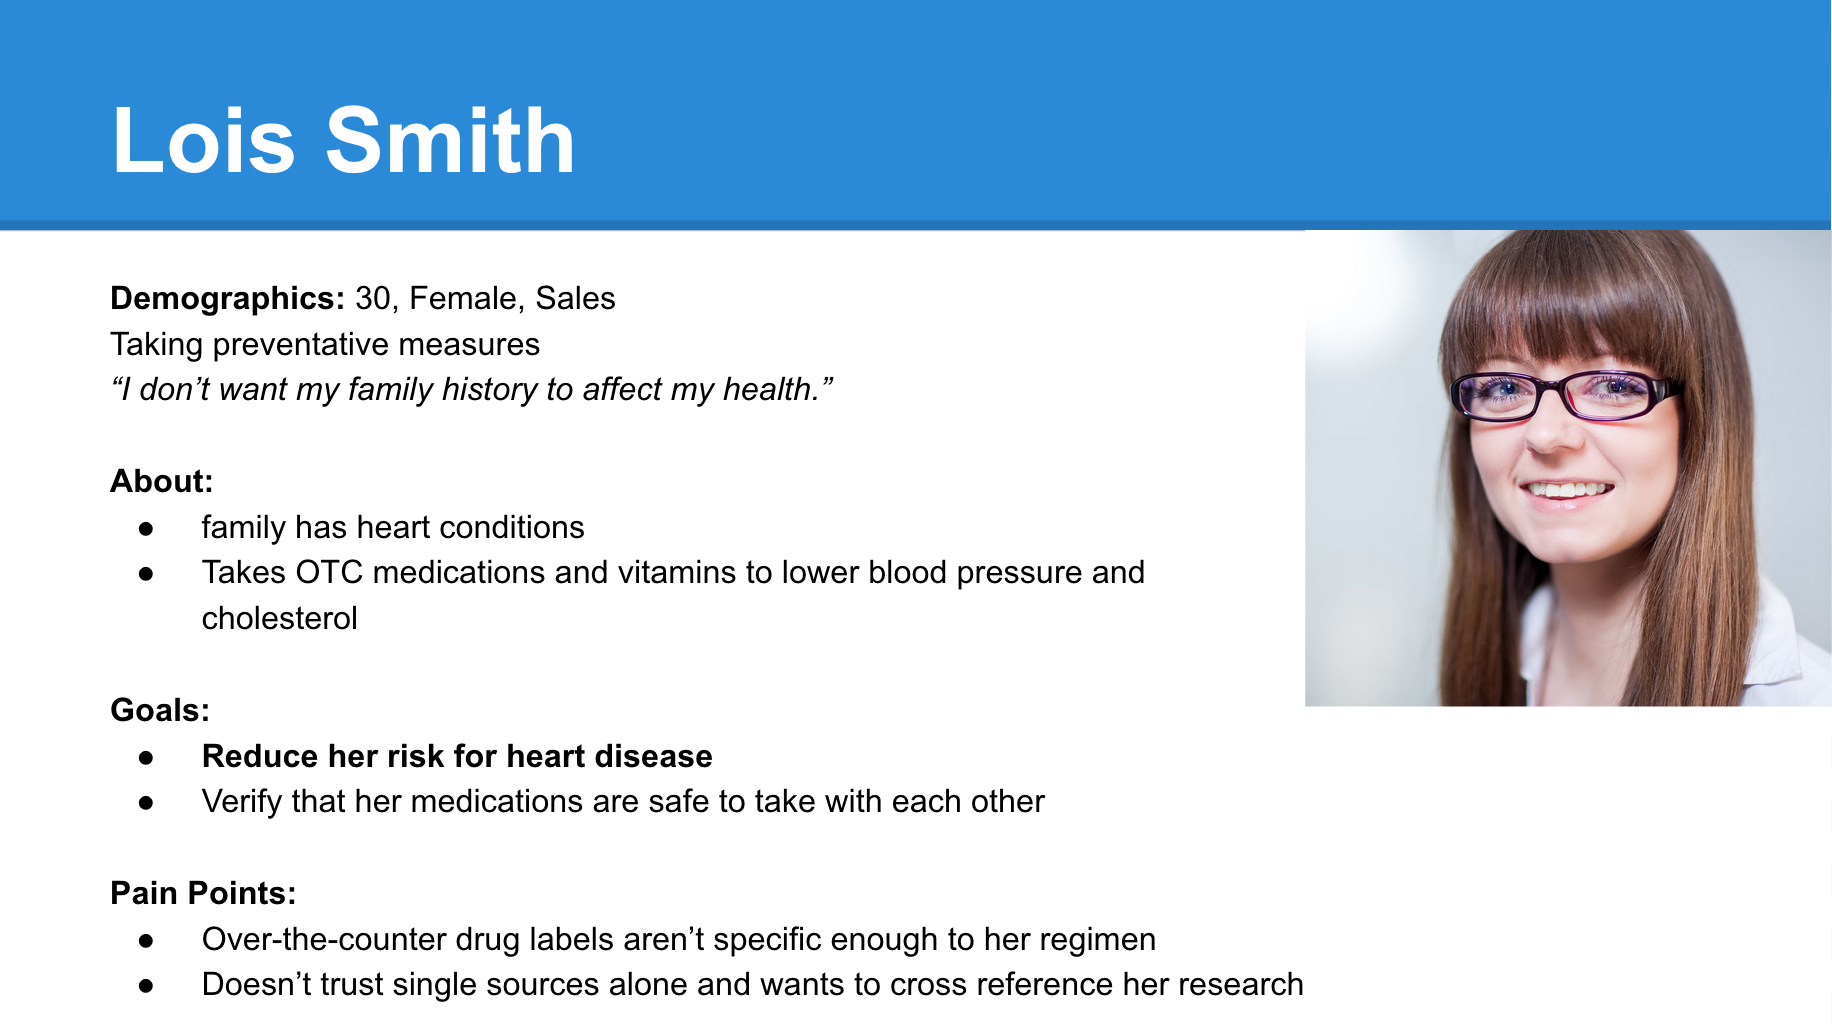 Lois Smith
Demographics: 30, Female, Sales
Taking preventative measures
“I don’t want my family history to affect my health.”
About:
● family has heart conditions
● Takes OTC medications and vitamins to lower blood pressure and
cholesterol
Goals:
● Reduce her risk for heart disease
● Verify that her medications are safe to take with each other
Pain Points:
● Over-the-counter drug labels aren’t specific enough to her regimen
● Doesn’t trust single sources alone and wants to cross reference her research